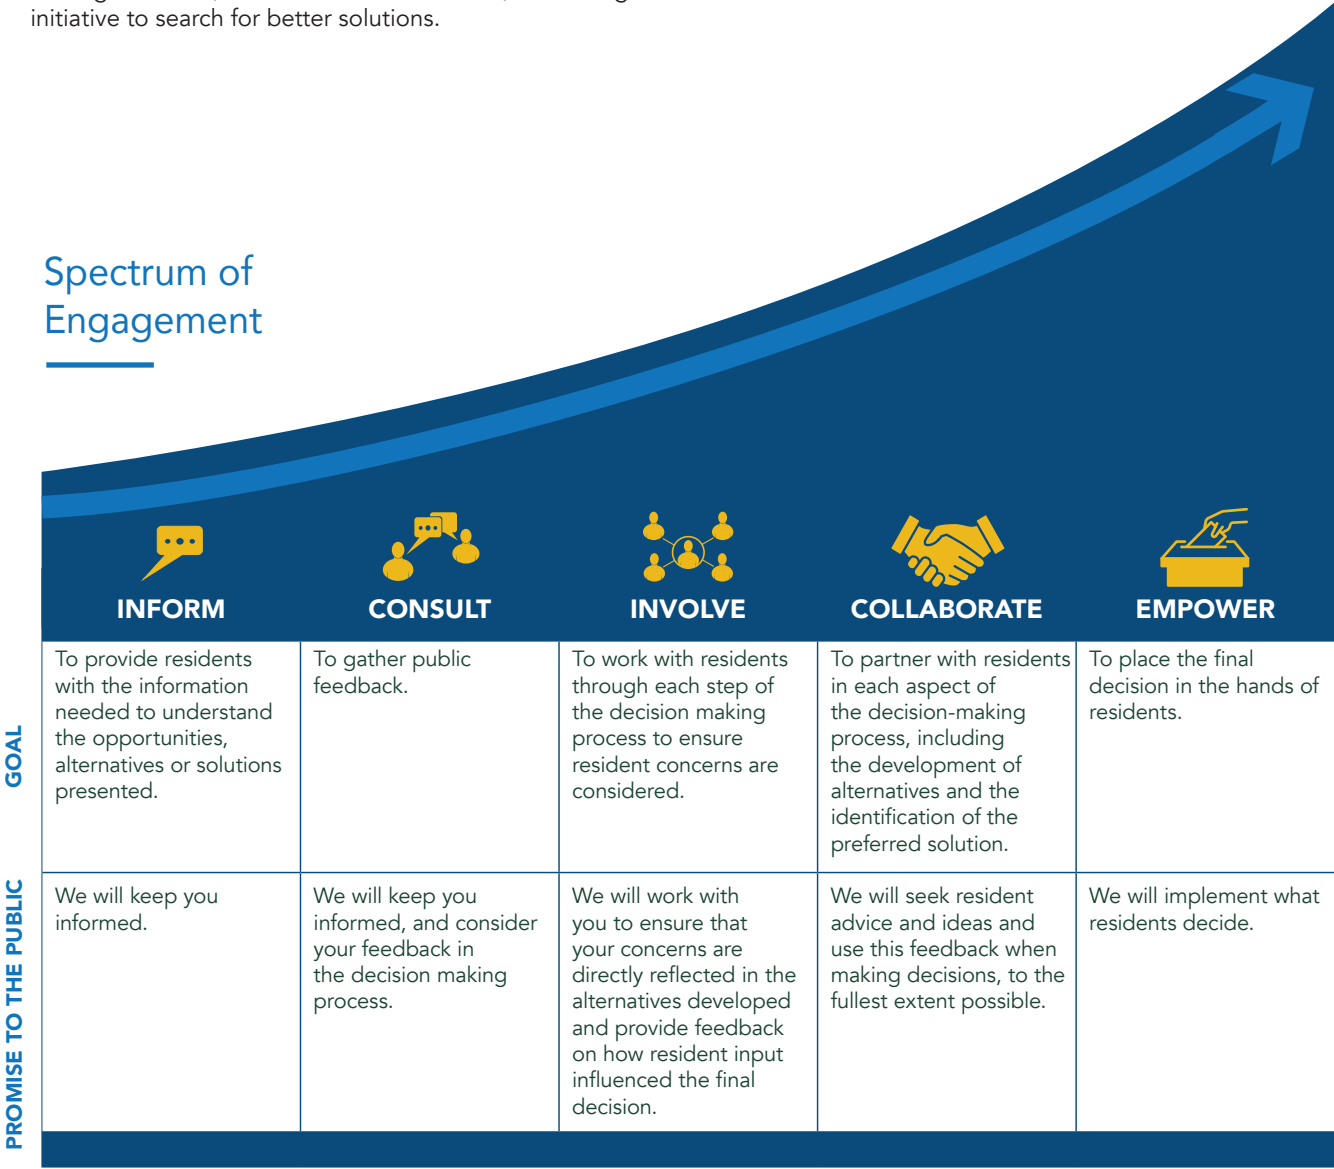 initiative to search for better solutions.
Spectrum of
Engagement
INFORM
CONSULT
INVOLVE
COLLABORATE
EMPOWER
GOAL
To provide residents
with the information
needed to understand
the opportunities,
alternatives or solutions
presented.
To gather public
feedback.
To work with residents
through each step of
the decision making
process to ensure
resident concerns are
considered.
To partner with residents
in each aspect of
the decision-making
process, including
the development of
alternatives and the
identification of the
preferred solution.
To place the final
decision in the hands of
residents.
PROMISE TO THE PUBLIC
We will keep you
informed.
We will keep you
informed, and consider
your feedback in
the decision making
process.
We will work with
you to ensure that
your concerns are
directly reflected in the
alternatives developed
and provide feedback
on how resident input
influenced the final
decision.
We will seek resident
advice and ideas and
use this feedback when
making decisions, to the
fullest extent possible.
We will implement what
residents decide.